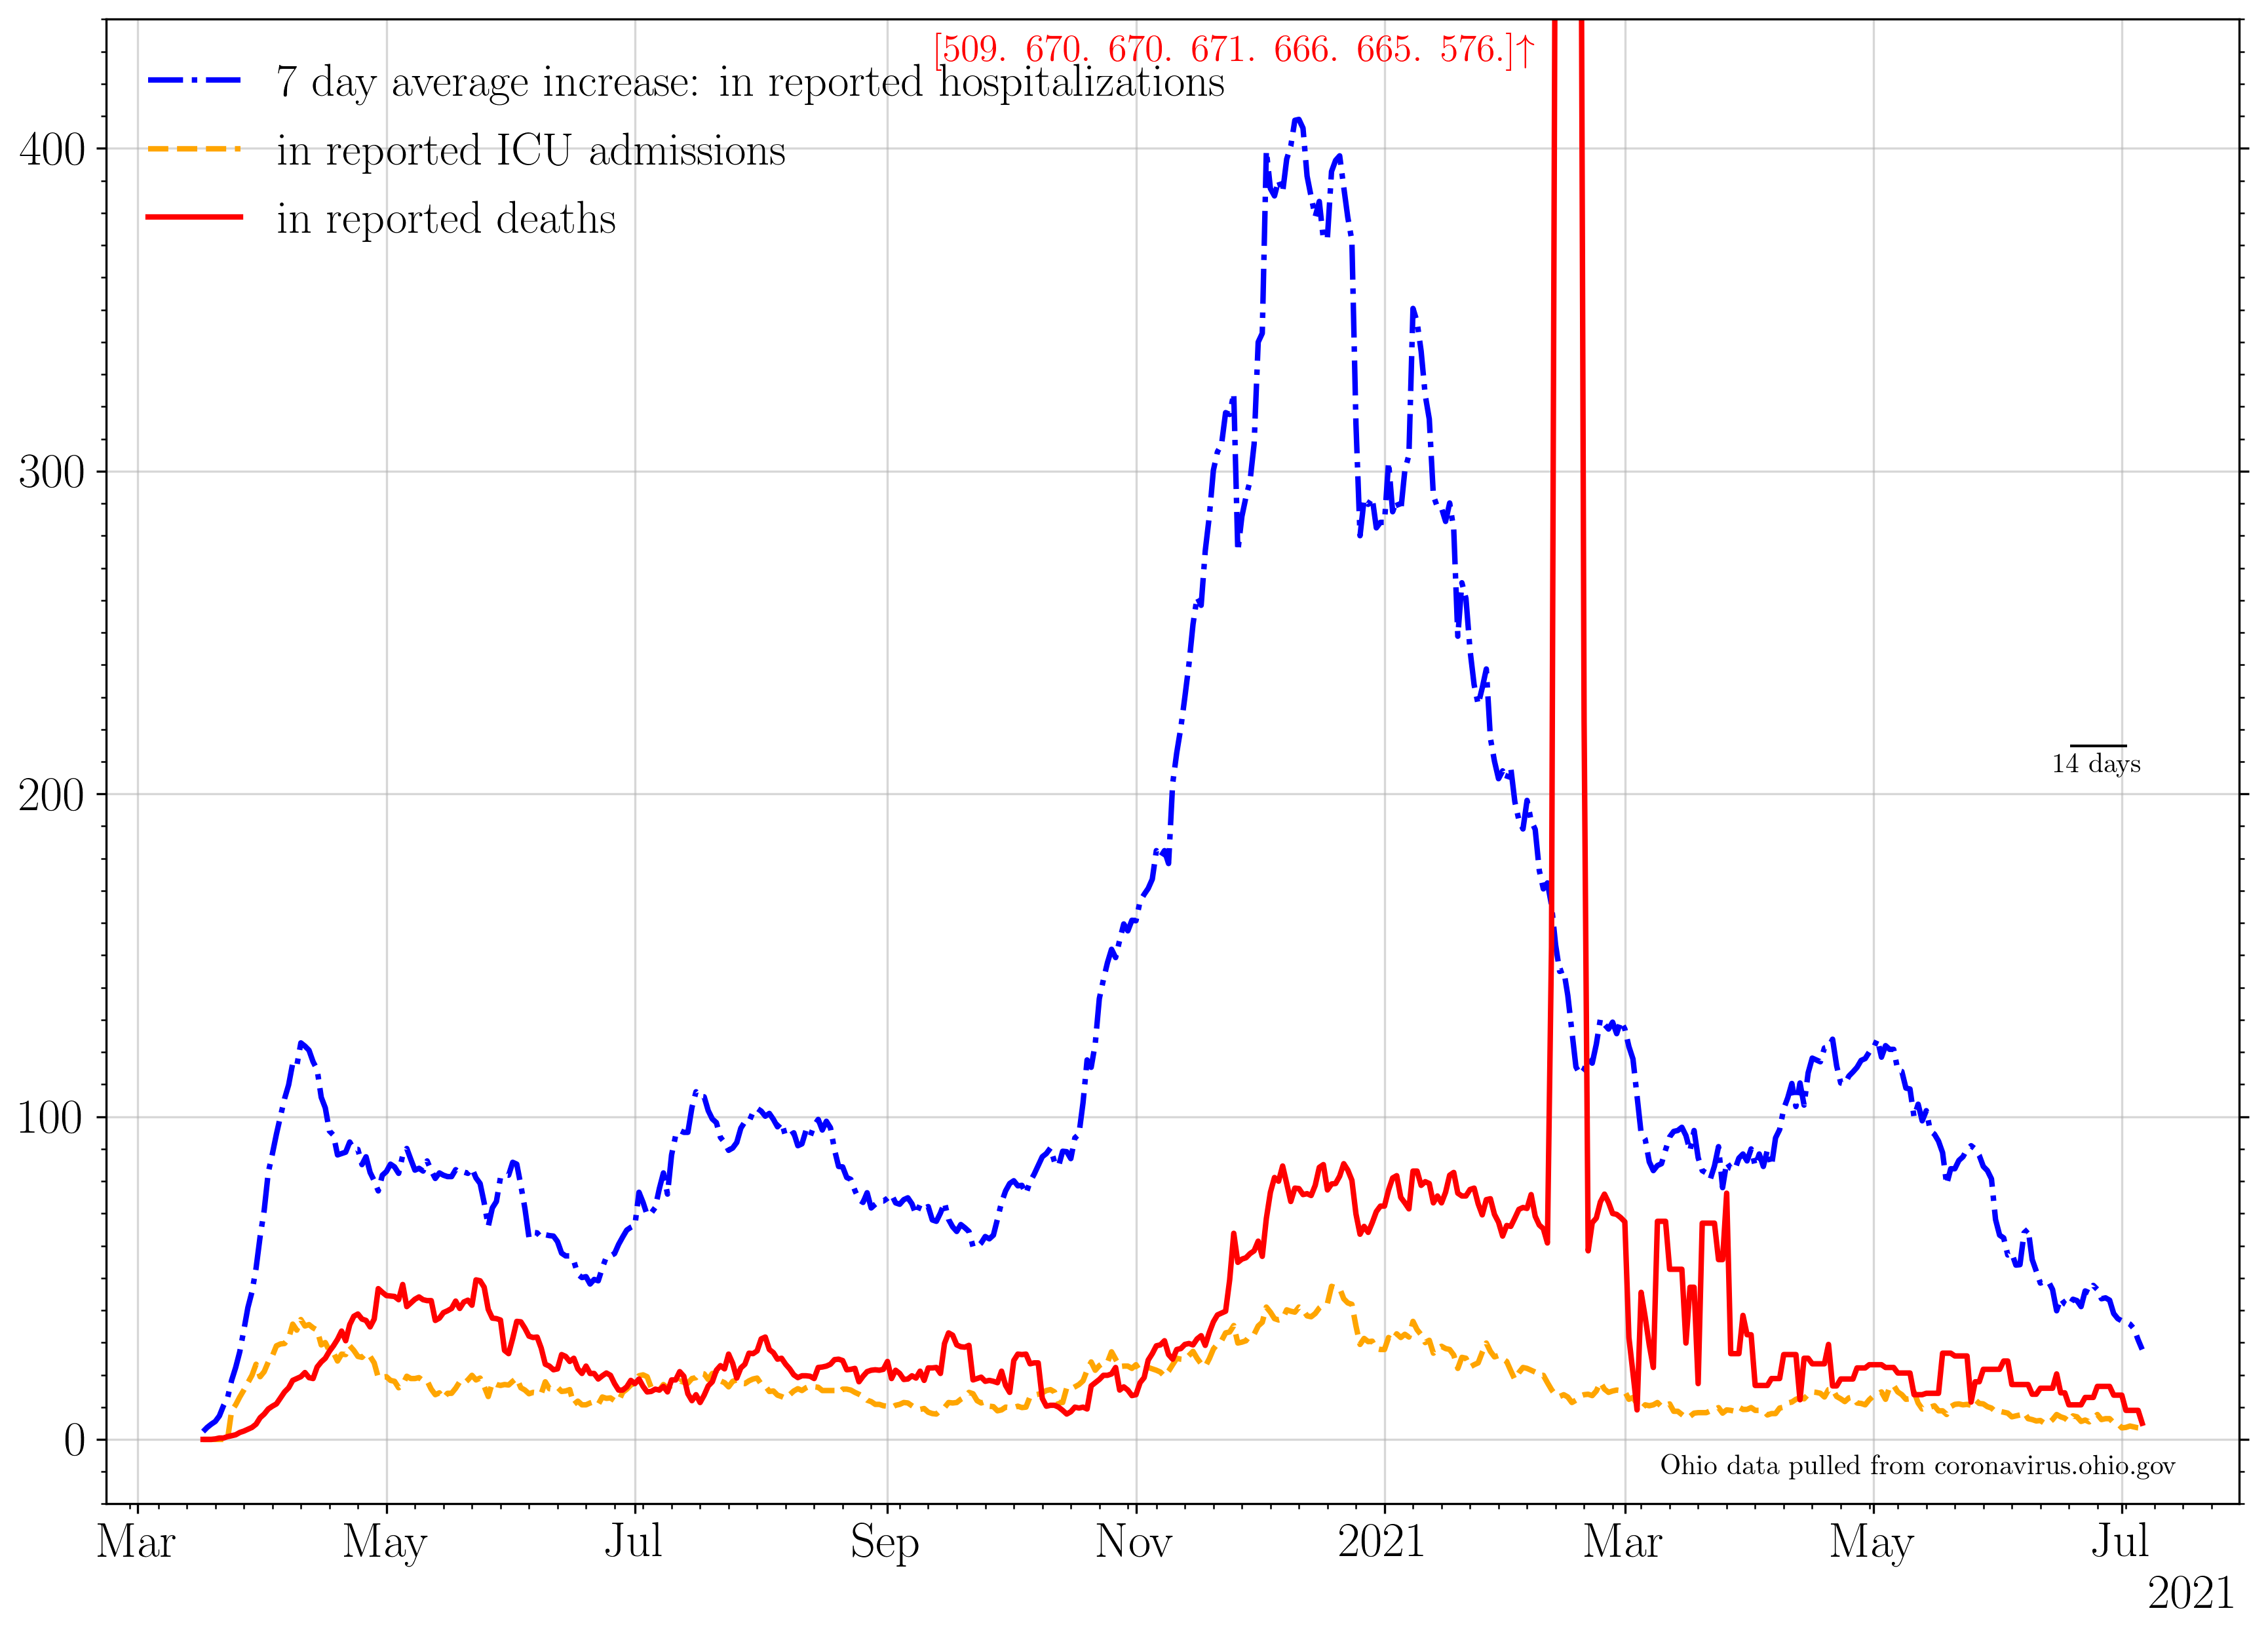 [509. 670. 670. 671. 666. 665. 576.]↑
7 day average increase: in reported hospitalizations
in reported ICU admissions
in reported deaths
400
300
200
100
0
14 days
Ohio data pulled from coronavirus.ohio.gov
Mar May Jul Sep Nov 2021 Mar May Jul
2021